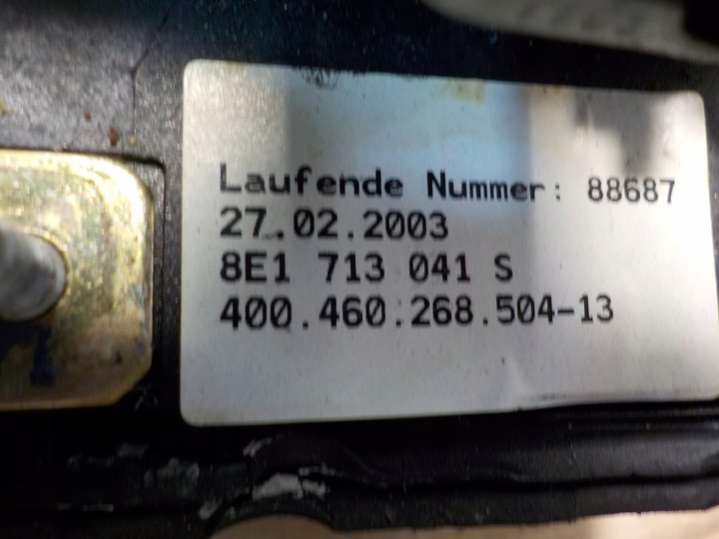 Laufende Nummer: 88687
27.02.2003
8E1 713 041 S
400.460.268.504-13